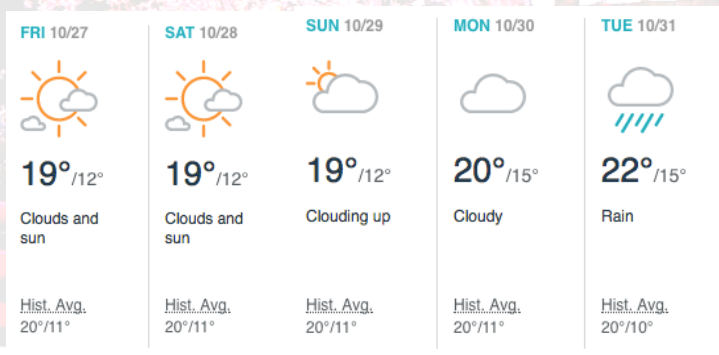 FRI 10/27
19°/12°
Clouds and
sun
Hist. Avg.
20°/11°
SAT 10/28
19°/12°
Clouds and
sun
Hist. Avg.
20°/11°
SUN 10/29
19°/12°
Clouding up
Hist. Avg.
20°/11°
MON 10/30
20°/15°
Cloudy
Hist. Avg.
20°/11°
TUE 10/31
22°/15°
Rain
Hist. Avg.
20°/10°